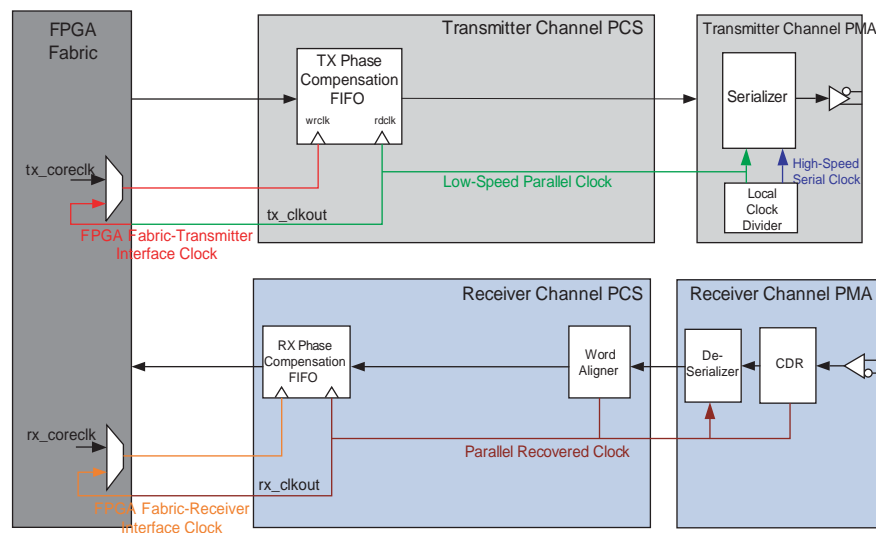 FPGA
Fabric
Transmitter Channel PCS
Transmitter Channel PMA
TX Phase
Compensation
FIFO
wrclk
rdclk
Serializer
tx_coreclk
Low-Speed Parallel Clock
High-Speed
Serial Clock
Local
Clock
Divider
tx_clkout
FPGA Fabric-Transmitter
Interface Clock
Receiver Channel PCS
Receiver Channel PMA
RX Phase
Compensation
FIFO
Word
Aligner
De-
Serializer
CDR
rx_coreclk
Parallel Recovered Clock
rx_clkout
FPGA Fabric-Receiver
Interface Clock